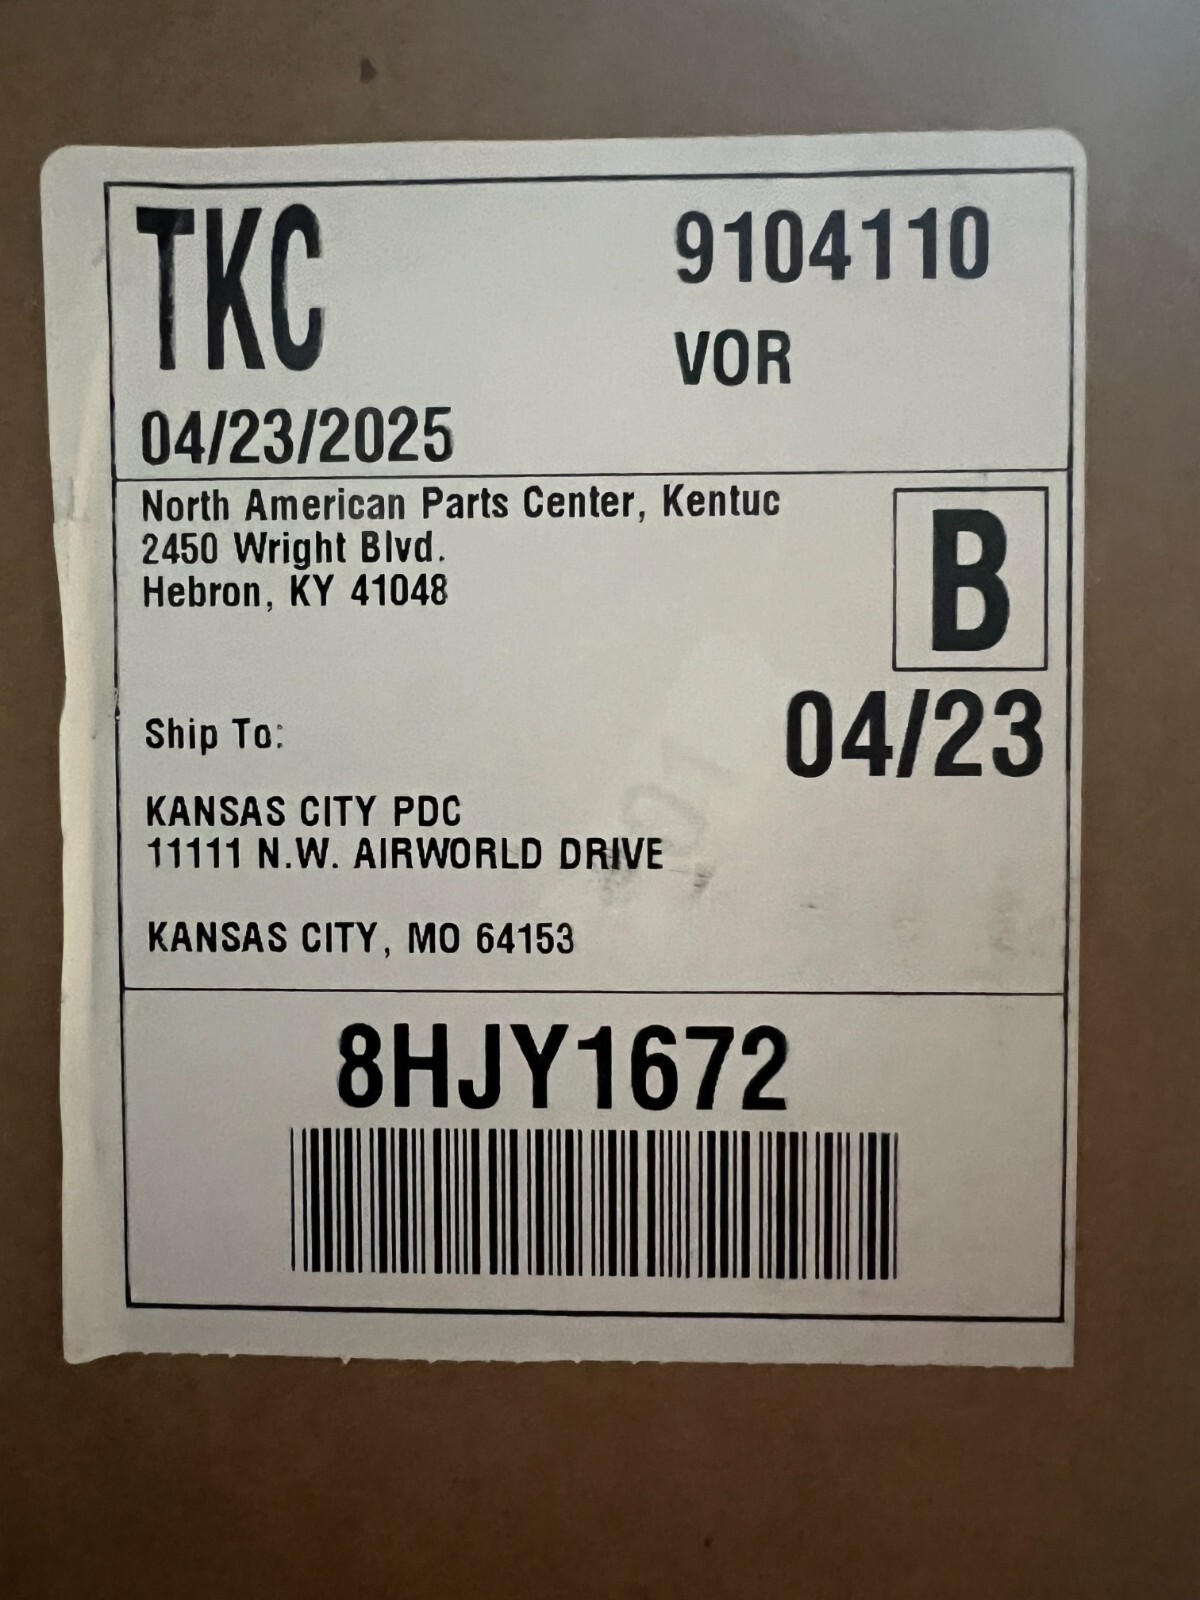 TKC
9104110
VOR
04/23/2025
North American Parts Center, Kentuc
2450 Wright Blvd.
Hebron, KY 41048
B
04/23
Ship To:
KANSAS CITY PDC
11111 N.W. AIRWORLD DRIVE
KANSAS CITY, MO 64153
8HJY1672